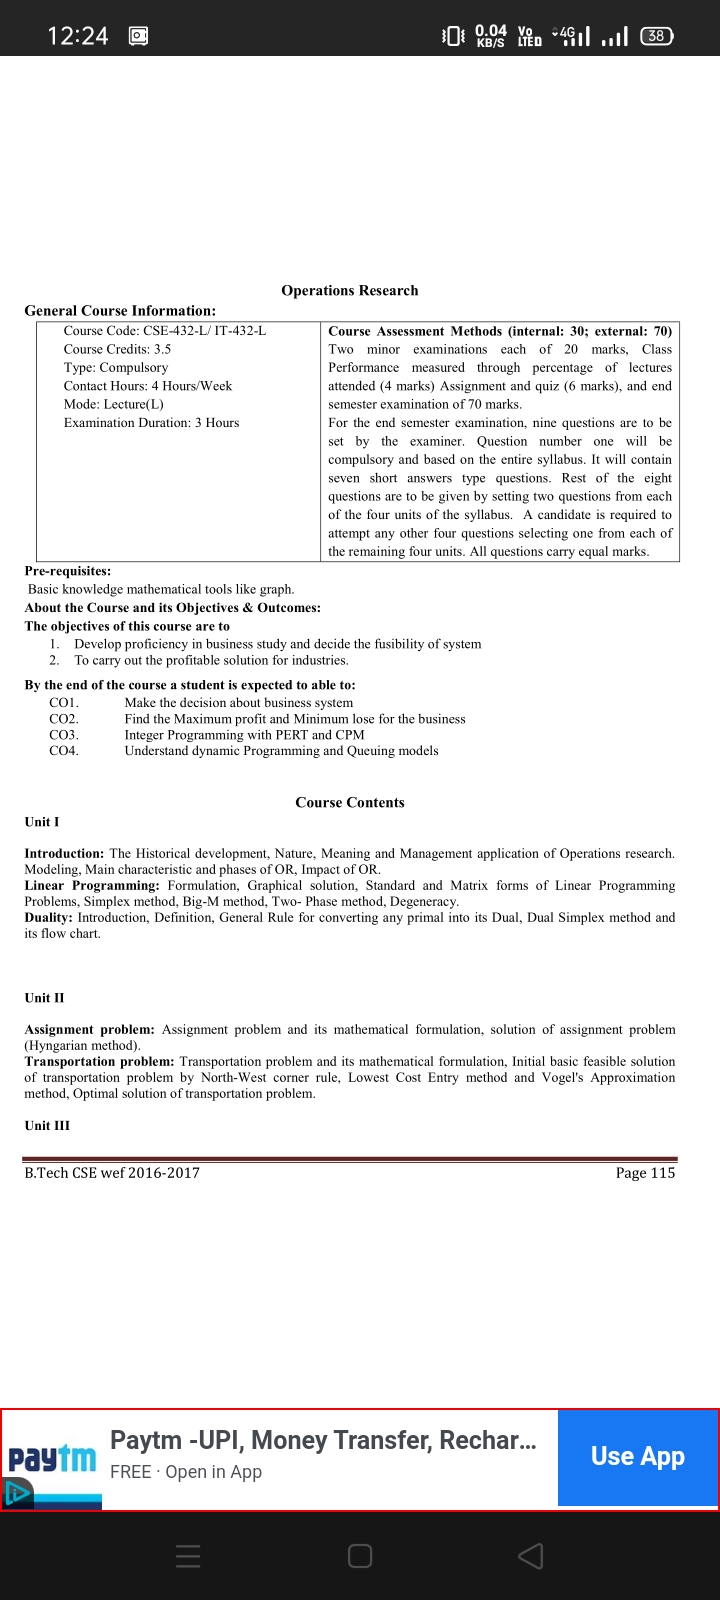 12:24
0.04 KB/S Vo LTED 4G 38
Operations Research
General Course Information:
Course Code: CSE-432-L/ IT-432-L
Course Credits: 3.5
Type: Compulsory
Contact Hours: 4 Hours/Week
Mode: Lecture(L)
Examination Duration: 3 Hours
Course Assessment Methods (internal: 30; external: 70)
Two minor examinations each of 20 marks, Class
Performance measured through percentage of lectures
attended (4 marks) Assignment and quiz (6 marks), and end
semester examination of 70 marks.
For the end semester examination, nine questions are to be
set by the examiner. Question number one will be
compulsory and based on the entire syllabus. It will contain
seven short answers type questions. Rest of the eight
questions are to be given by setting two questions from each
of the four units of the syllabus. A candidate is required to
attempt any other four questions selecting one from each of
the remaining four units. All questions carry equal marks.
Pre-requisites:
Basic knowledge mathematical tools like graph.
About the Course and its Objectives & Outcomes:
The objectives of this course are to
1. Develop proficiency in business study and decide the fusibility of system
2. To carry out the profitable solution for industries.
By the end of the course a student is expected to able to:
CO1. Make the decision about business system
CO2. Find the Maximum profit and Minimum lose for the business
CO3. Integer Programming with PERT and CPM
CO4. Understand dynamic Programming and Queuing models
Course Contents
Unit I
Introduction: The Historical development, Nature, Meaning and Management application of Operations research.
Modeling, Main characteristic and phases of OR, Impact of OR.
Linear Programming: Formulation, Graphical solution, Standard and Matrix forms of Linear Programming
Problems, Simplex method, Big-M method, Two- Phase method, Degeneracy.
Duality: Introduction, Definition, General Rule for converting any primal into its Dual, Dual Simplex method and
its flow chart.
Unit II
Assignment problem: Assignment problem and its mathematical formulation, solution of assignment problem
(Hyngarian method).
Transportation problem: Transportation problem and its mathematical formulation, Initial basic feasible solution
of transportation problem by North-West corner rule, Lowest Cost Entry method and Vogel's Approximation
method, Optimal solution of transportation problem.
Unit III
B.Tech CSE wef 2016-2017 Page 115
paytm
Paytm -UPI, Money Transfer, Rechar...
FREE · Open in App
Use App